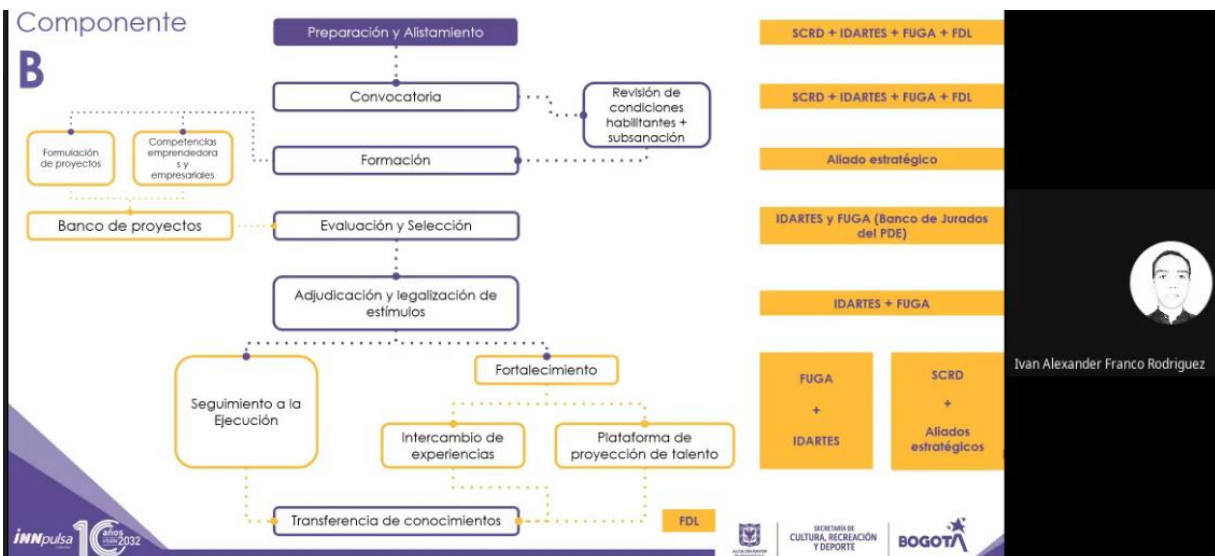 Componente
B
Preparación y Alistamiento
SCRD + IDARTES + FUGA + FDL
Convocatoria
Revisión de
condiciones
habilitantes +
subsanación
SCRD + IDARTES + FUGA + FDL
Formulación
de proyectos
Competencias
emprendedora
s y
empresariales
Formación
Aliado estratégico
Banco de proyectos
Evaluación y Selección
IDARTES y FUGA (Banco de Jurados
del PDE)
Adjudicación y legalización de
estímulos
IDARTES + FUGA
Seguimiento a la
Ejecución
Fortalecimiento
Intercambio de
experiencias
Plataforma de
proyección de talento
FUGA
+
IDARTES
SCRD
+
Aliados
estratégicos
Ivan Alexander Franco Rodriguez
Transferencia de conocimientos
FDL
iNNpulsa
10 años
2032
SECRETARÍA DE
CULTURA, RECREACIÓN
Y DEPORTE
BOGOTÁ